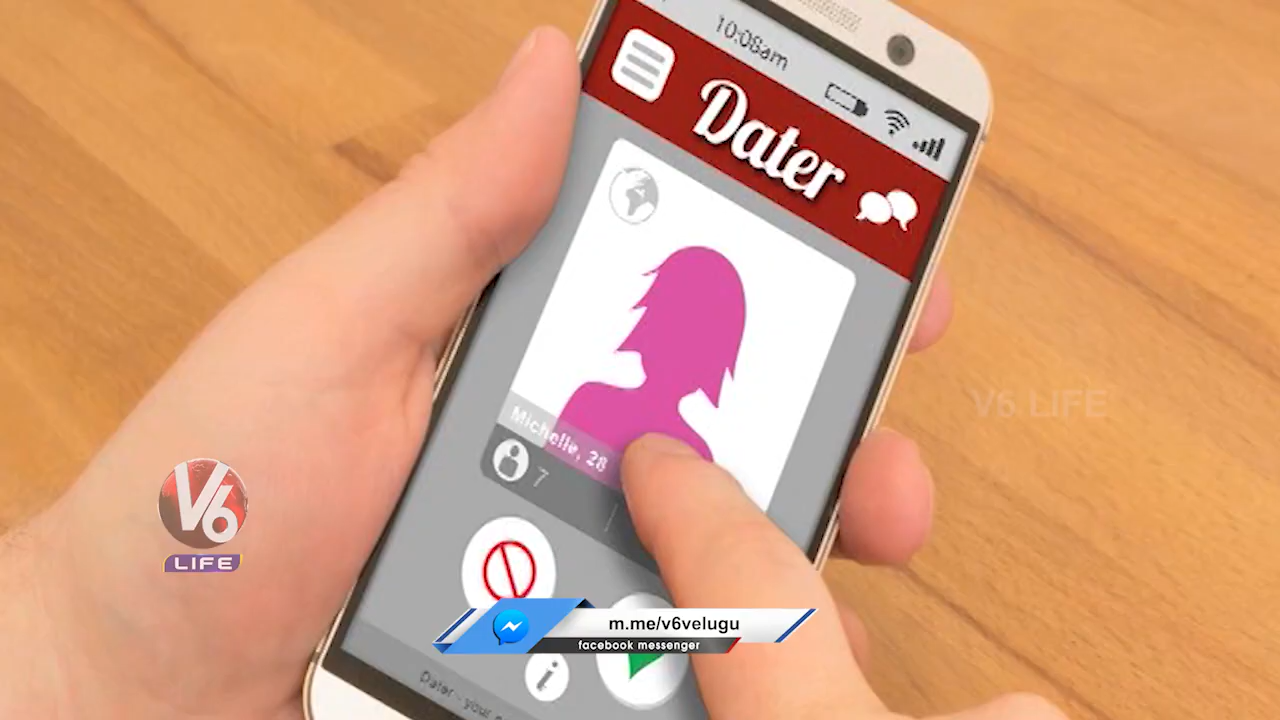 10:08am
Dater
Michelle, 28
7
V6 LIFE
V6
LIFE
m.me/v6velugu
facebook messenger
Dater - your